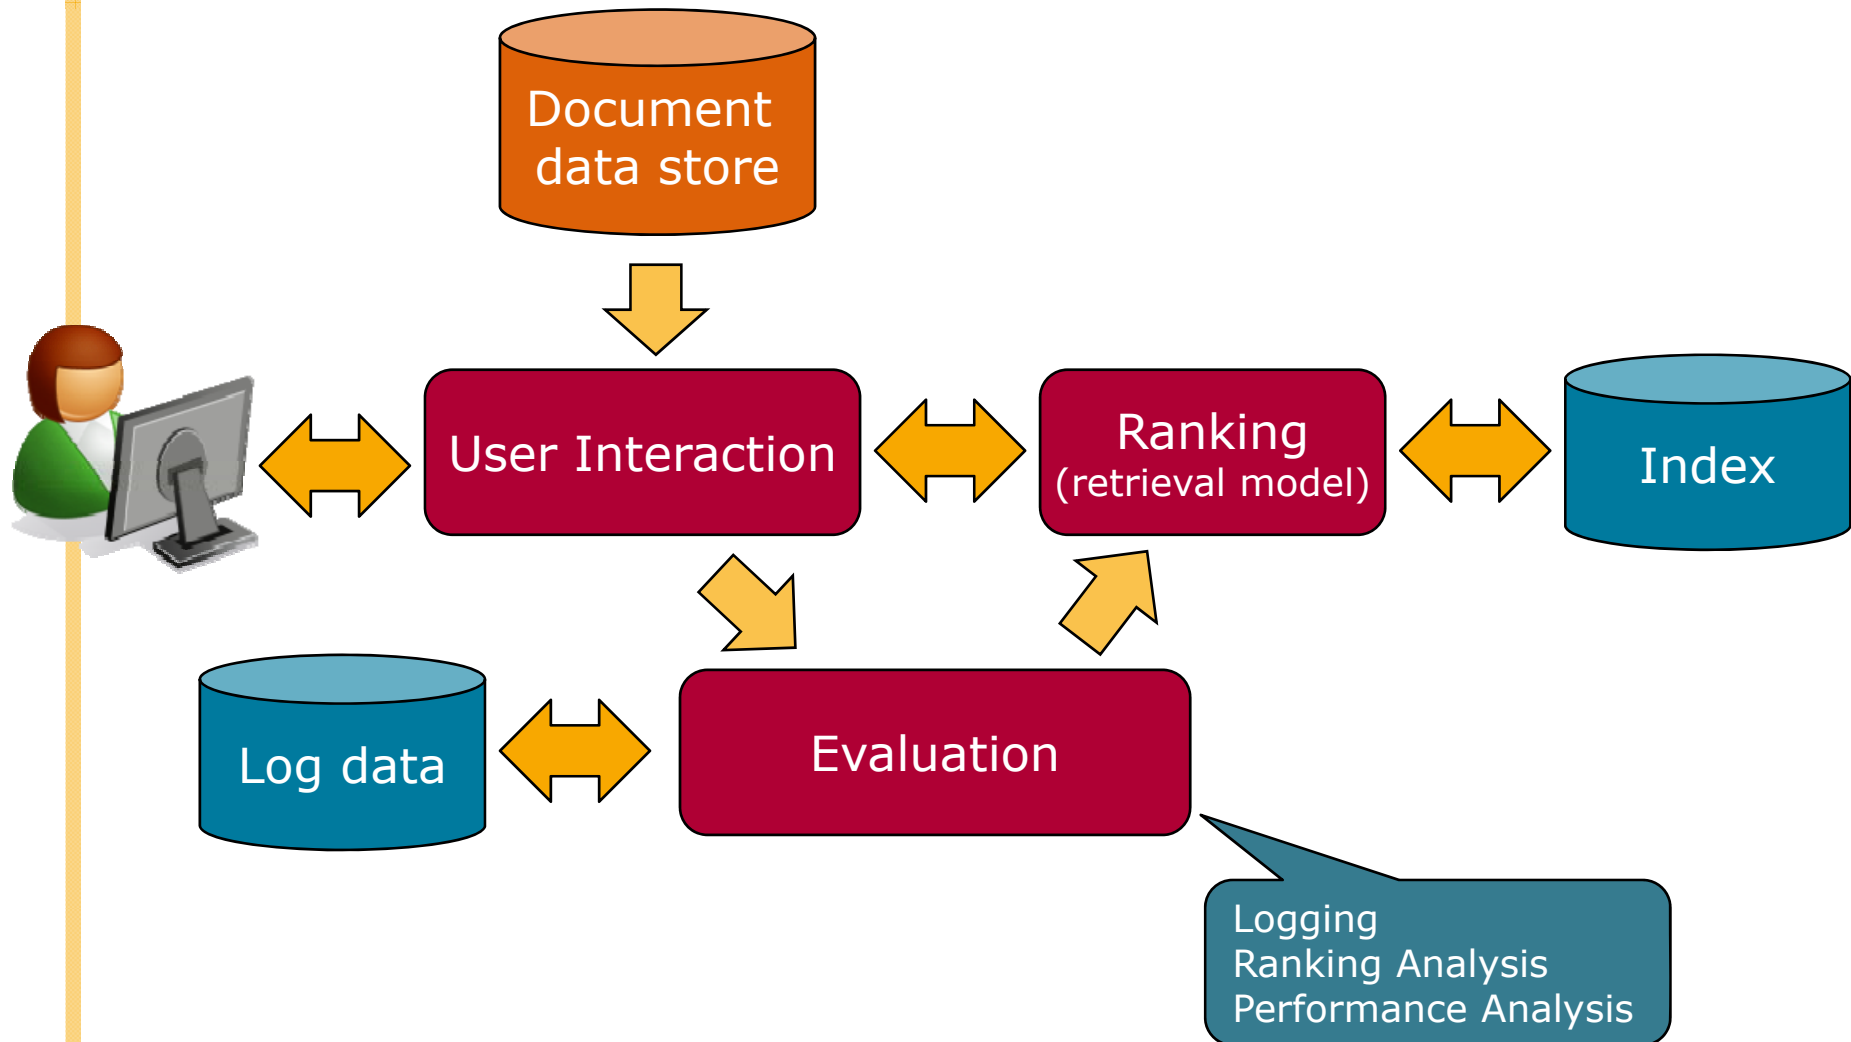 Document
data store
User Interaction
Ranking
(retrieval model)
Index
Log data
Evaluation
Logging
Ranking Analysis
Performance Analysis